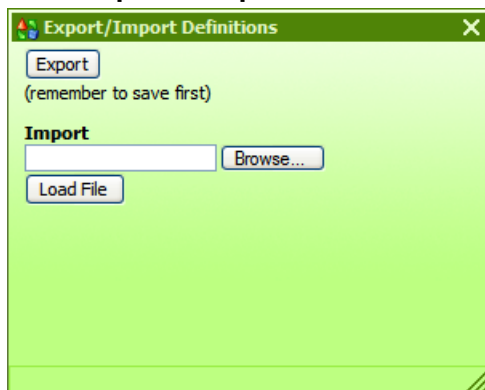 Export/Import Definitions
Export
(remember to save first)
Import
Browse...
Load File